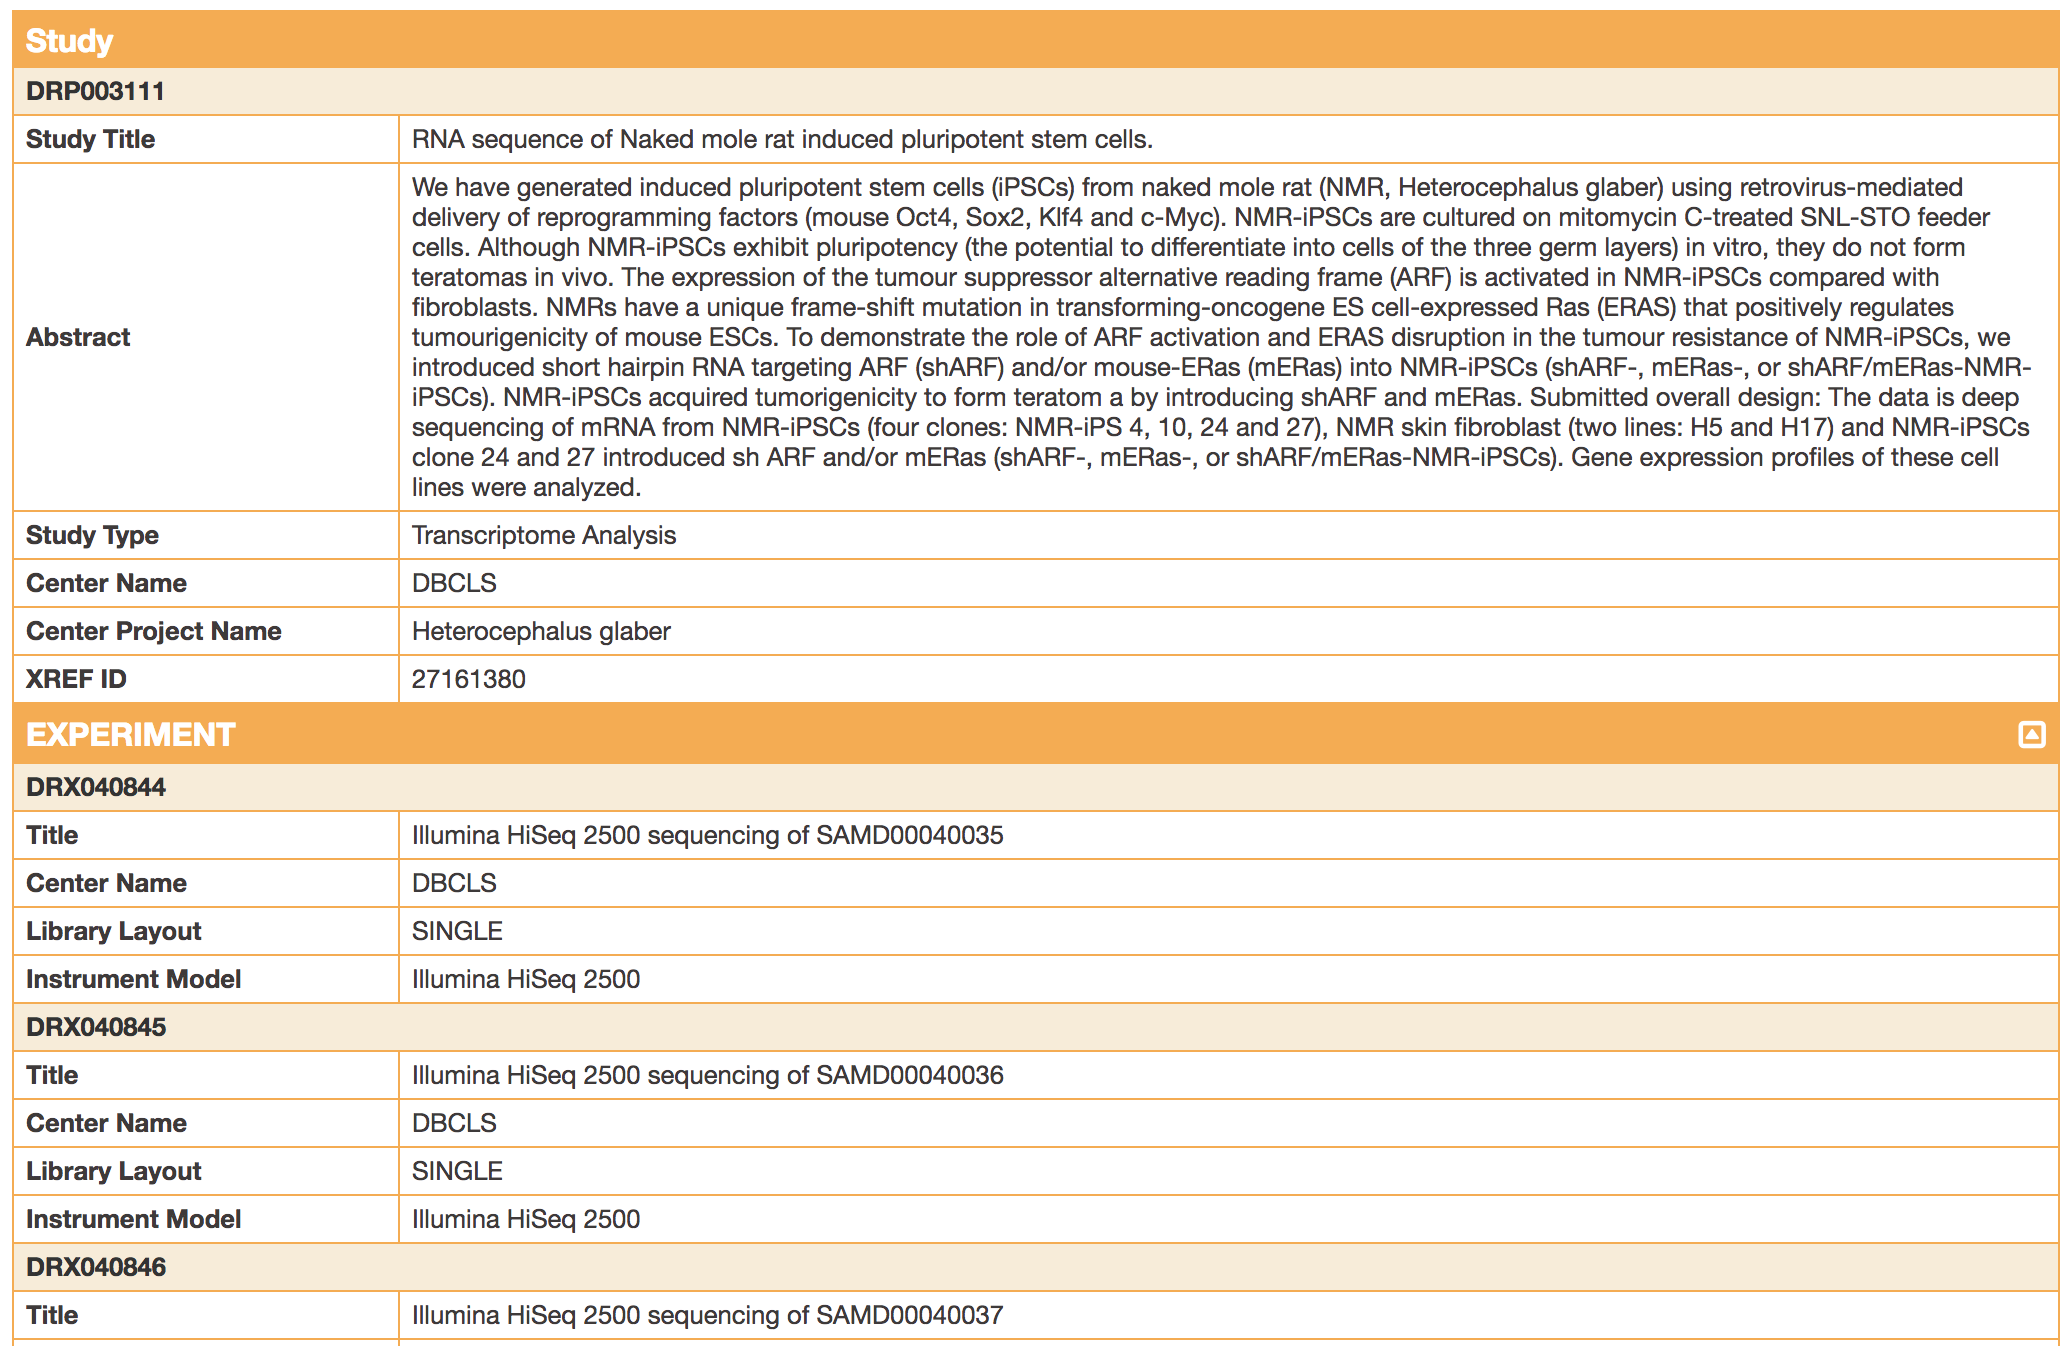 Study
DRP003111
Study Title RNA sequence of Naked mole rat induced pluripotent stem cells.
Abstract We have generated induced pluripotent stem cells (iPSCs) from naked mole rat (NMR, Heterocephalus glaber) using retrovirus-mediated
delivery of reprogramming factors (mouse Oct4, Sox2, Klf4 and c-Myc). NMR-iPSCs are cultured on mitomycin C-treated SNL-STO feeder
cells. Although NMR-iPSCs exhibit pluripotency (the potential to differentiate into cells of the three germ layers) in vitro, they do not form
teratomas in vivo. The expression of the tumour suppressor alternative reading frame (ARF) is activated in NMR-iPSCs compared with
fibroblasts. NMRs have a unique frame-shift mutation in transforming-oncogene ES cell-expressed Ras (ERAS) that positively regulates
tumourigenicity of mouse ESCs. To demonstrate the role of ARF activation and ERAS disruption in the tumour resistance of NMR-iPSCs, we
introduced short hairpin RNA targeting ARF (shARF) and/or mouse-ERas (mERas) into NMR-iPSCs (shARF-, mERas-, or shARF/mERas-NMR-
iPSCs). NMR-iPSCs acquired tumorigenicity to form teratom a by introducing shARF and mERas. Submitted overall design: The data is deep
sequencing of mRNA from NMR-iPSCs (four clones: NMR-iPS 4, 10, 24 and 27), NMR skin fibroblast (two lines: H5 and H17) and NMR-iPSCs
clone 24 and 27 introduced sh ARF and/or mERas (shARF-, mERas-, or shARF/mERas-NMR-iPSCs). Gene expression profiles of these cell
lines were analyzed.
Study Type Transcriptome Analysis
Center Name DBCLS
Center Project Name Heterocephalus glaber
XREF ID 27161380
EXPERIMENT
DRX040844
Title Illumina HiSeq 2500 sequencing of SAMD00040035
Center Name DBCLS
Library Layout SINGLE
Instrument Model Illumina HiSeq 2500
DRX040845
Title Illumina HiSeq 2500 sequencing of SAMD00040036
Center Name DBCLS
Library Layout SINGLE
Instrument Model Illumina HiSeq 2500
DRX040846
Title Illumina HiSeq 2500 sequencing of SAMD00040037